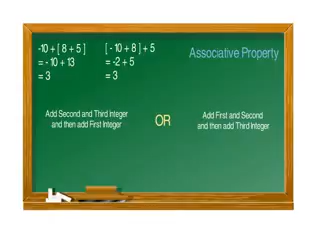 -10 + [ 8 + 5 ]
= - 10 + 13
= 3
[ - 10 + 8 ] + 5
= -2 + 5
= 3
Associative Property
Add Second and Third Integer
and then add First Integer
OR
Add First and Second
and then add Third Integer